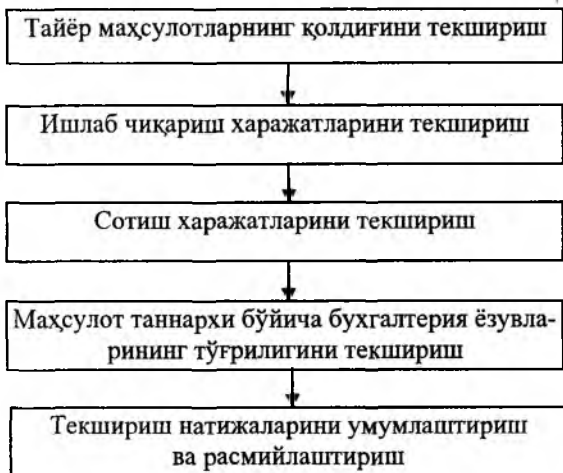 Тайёр маҳсулотларнинг қолдиғини текшириш
Ишлаб чиқариш харажатларини текшириш
Сотиш харажатларини текшириш
Маҳсулот таннархи бўйича бухгалтерия ёзувла-
рининг тўғрилигини текшириш
Текшириш натижаларини умумлаштириш
ва расмийлаштириш